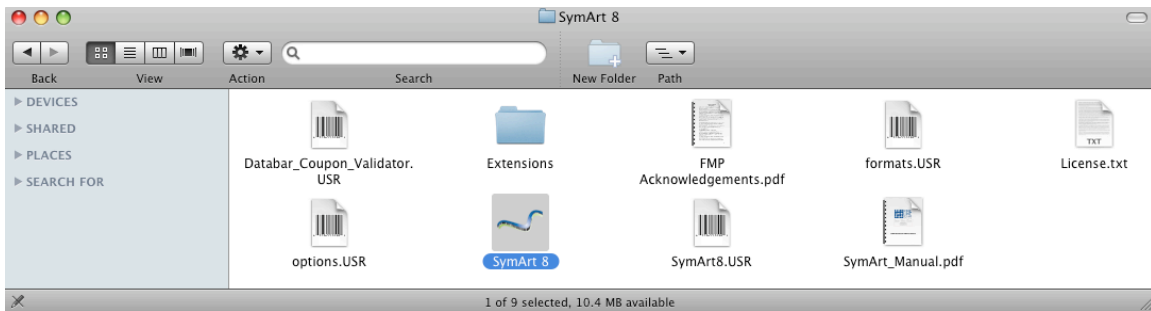 SymArt 8
Back View Action Search New Folder Path
DEVICES
SHARED
PLACES
SEARCH FOR
Databar_Coupon_Validator.
USR
Extensions
FMP
Acknowledgements.pdf
formats.USR
TXT
License.txt
options.USR
SymArt 8
SymArt8.USR
SymArt_Manual.pdf
1 of 9 selected, 10.4 MB available